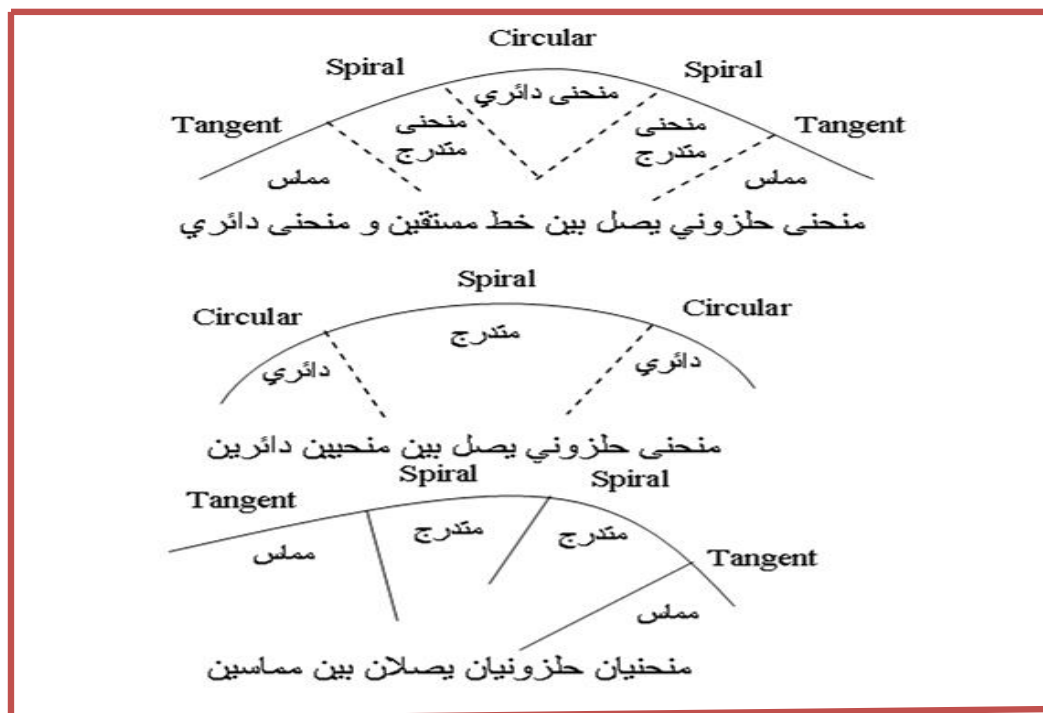 Circular
Spiral Spiral
منحنى دائري
Tangent منحنى متدرج منحنى متدرج Tangent
مماس مماس
منحنى حلزوني يصل بين خط مستقين و منحنى دائري
Spiral
Circular متدرج Circular
دائري دائري
منحنى حلزوني يصل بين منحيين دائرين
Spiral Spiral
Tangent متدرج متدرج
مماس Tangent
مماس
منحنيان حلزونيان يصلان بين مماسين